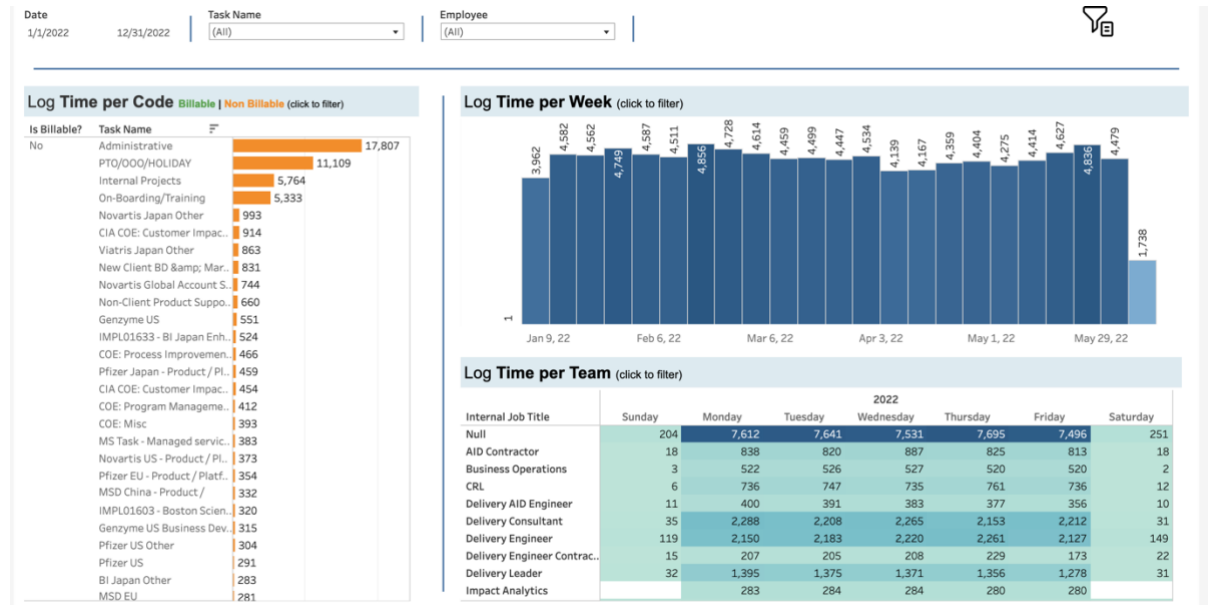 Date Task Name Employee
1/1/2022 12/31/2022 (All) (All)
Log Time per Code Billable | Non Billable (click to filter)
Is Billable? Task Name
No Administrative 17,807
PTO/OOO/HOLIDAY 11,109
Internal Projects 5,764
On-Boarding/Training 5,333
Novartis Japan Other 993
CIA COE: Customer Impac.. 914
Viatris Japan Other 863
New Client BD &amp; Mar.. 831
Novartis Global Account S.. 744
Non-Client Product Suppo.. 660
Genzyme US 551
IMPL01633 - BI Japan Enh.. 524
COE: Process Improvemen.. 466
Pfizer Japan - Product / Pl.. 459
CIA COE: Customer Impac.. 454
COE: Program Manageme.. 412
COE: Misc 393
MS Task - Managed servic.. 383
Novartis US - Product / Pl.. 373
Pfizer EU - Product / Platf.. 354
MSD China - Product / 332
IMPL01603 - Boston Scien.. 320
Genzyme US Business Dev.. 315
Pfizer US Other 304
Pfizer US 291
BI Japan Other 283
MSD EU 281
Log Time per Week (click to filter)
1 3,962 4,582 4,562 4,749 4,587 4,511 4,856 4,728 4,614 4,459 4,499 4,447 4,534 4,139 4,167 4,359 4,404 4,275 4,414 4,627 4,836 4,479 1,738
Jan 9, 22 Feb 6, 22 Mar 6, 22 Apr 3, 22 May 1, 22 May 29, 22
Log Time per Team (click to filter)
2022
Internal Job Title Sunday Monday Tuesday Wednesday Thursday Friday Saturday
Null 204 7,612 7,641 7,531 7,695 7,496 251
AID Contractor 18 838 820 887 825 813 18
Business Operations 3 522 526 527 520 520 2
CRL 6 736 747 735 761 736 12
Delivery AID Engineer 11 400 391 383 377 356 10
Delivery Consultant 35 2,288 2,208 2,265 2,153 2,212 31
Delivery Engineer 119 2,150 2,183 2,220 2,261 2,127 149
Delivery Engineer Contrac.. 15 207 205 208 229 173 22
Delivery Leader 32 1,395 1,375 1,371 1,356 1,278 31
Impact Analytics 283 284 284 280 280